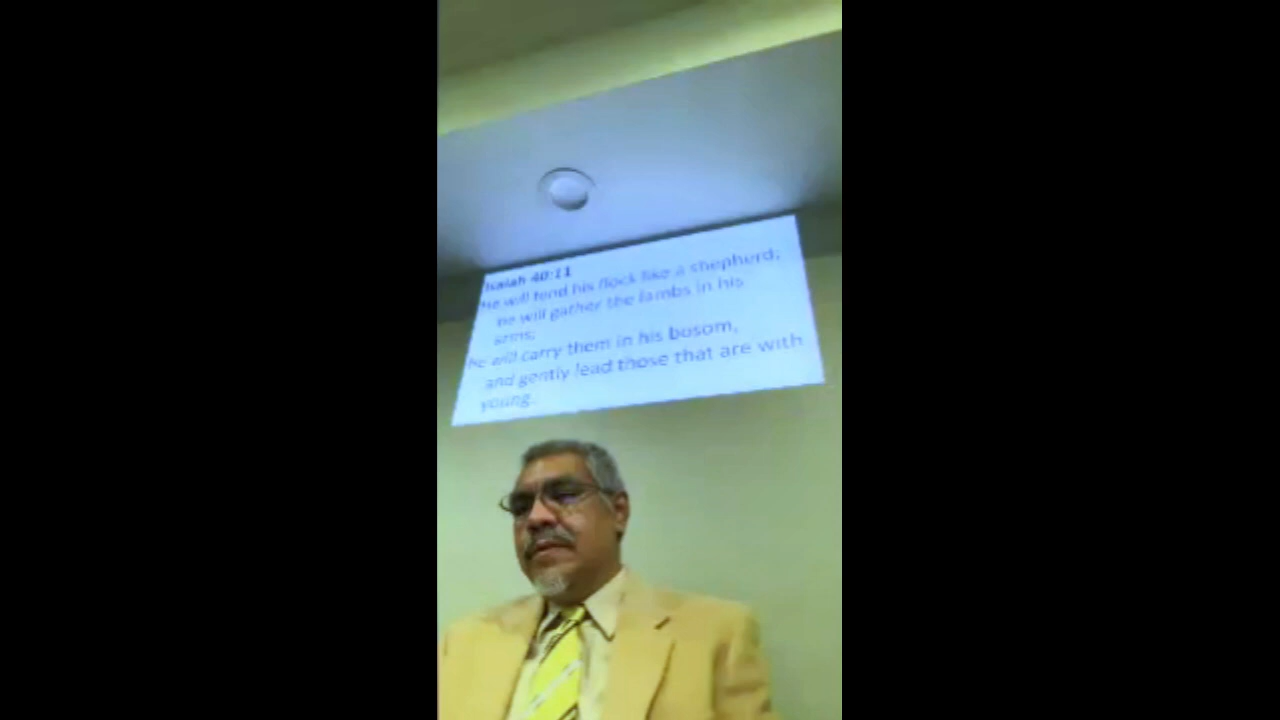 Isaiah 40:11
He will tend his flock like a shepherd;
he will gather the lambs in his
arms;
he will carry them in his bosom,
and gently lead those that are with
young.